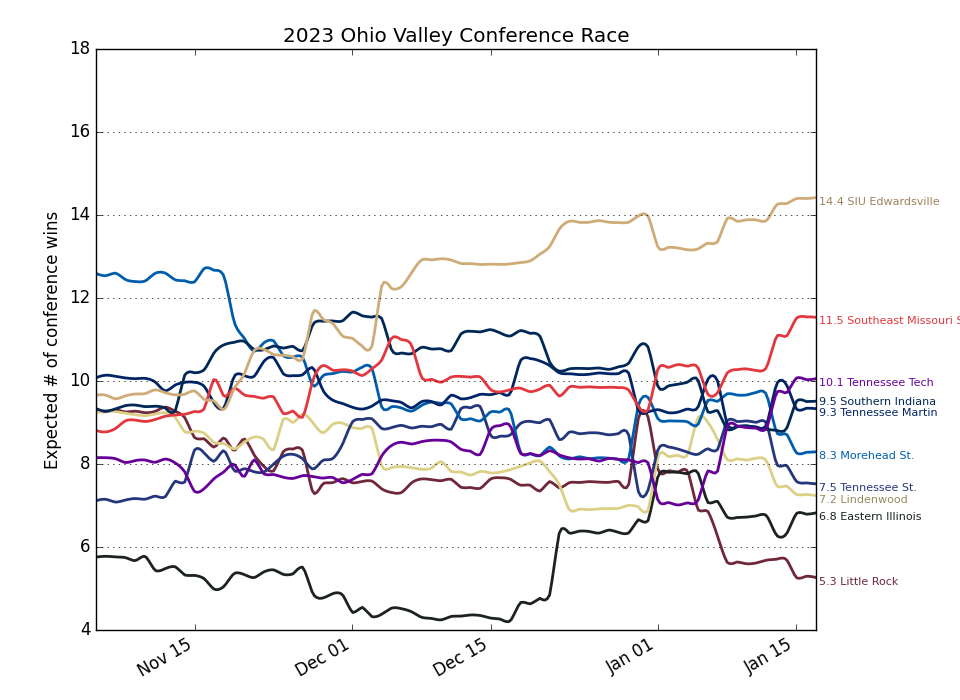 2023 Ohio Valley Conference Race
Expected # of conference wins
18
16
14
12
10
8
6
4
Nov 15
Dec 01
Dec 15
Jan 01
Jan 15
14.4 SIU Edwardsville
11.5 Southeast Missouri S
10.1 Tennessee Tech
9.5 Southern Indiana
9.3 Tennessee Martin
8.3 Morehead St.
7.5 Tennessee St.
7.2 Lindenwood
6.8 Eastern Illinois
5.3 Little Rock